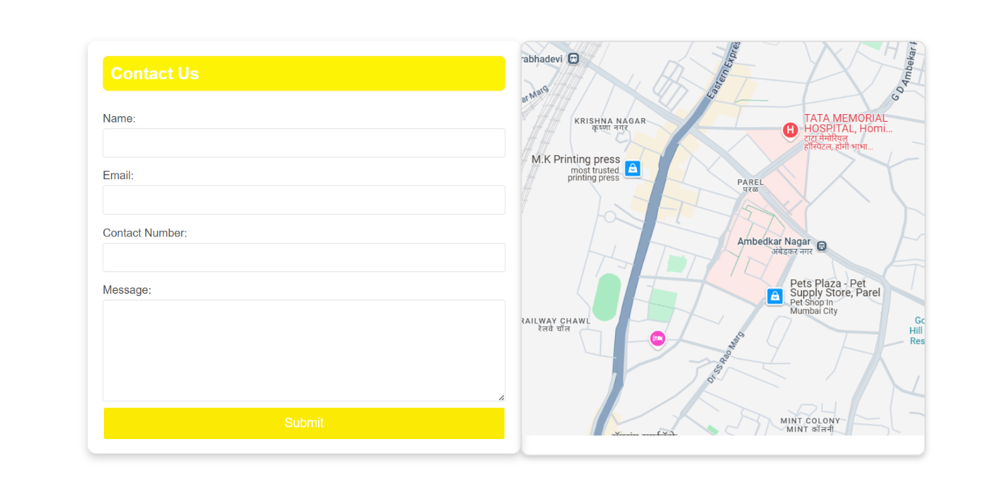 Contact Us
Name:
Email:
Contact Number:
Message:
Submit
rabhadevi
ar Marg
Eastern Expres
G D Ambekar
KRISHNA NAGAR
कृष्णा नगर
TATA MEMORIAL
HOSPITAL, Homi...
टाटा मेमोरियल
हॉस्पिटल, होमी भाभा...
M.K Printing press
most trusted
printing press
PAREL
परळ
Ambedkar Nagar
अंबेडकर नगर
Pets Plaza - Pet
Supply Store, Parel
Pet Shop In
Mumbai City
RAILWAY CHAWL
रेलवे चॉल
Go
Hill
Res
Dr SS Rao Marg
MINT COLONY
MINT कॉलनी